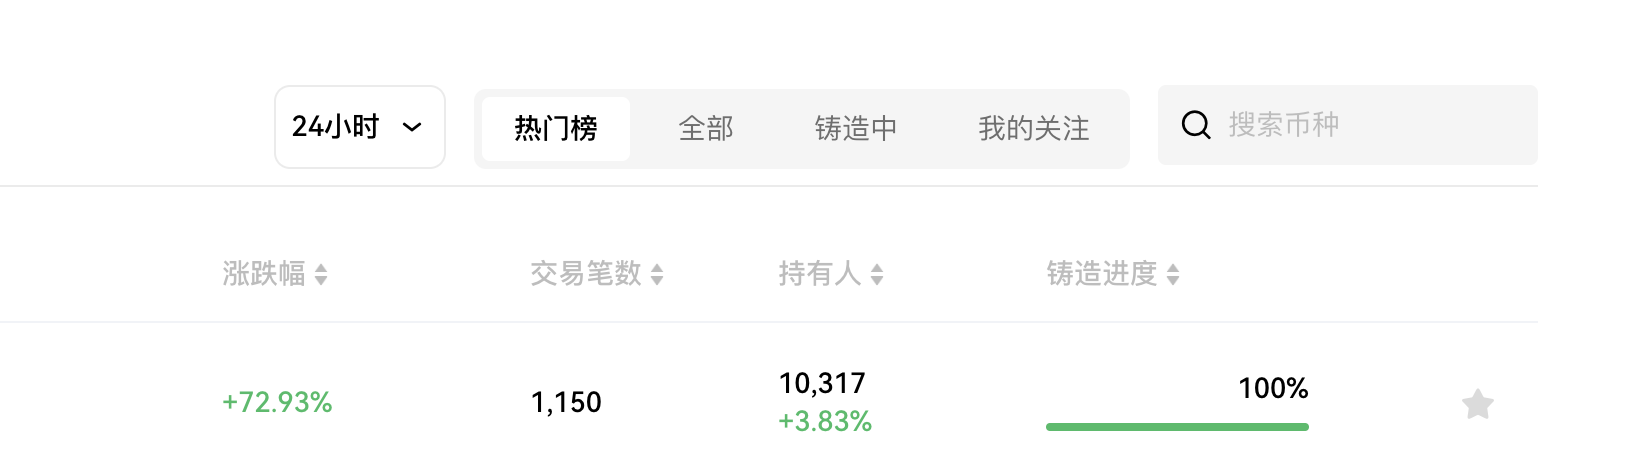 24小时 热门榜 全部 铸造中 我的关注 搜索币种
涨跌幅 交易笔数 持有人 铸造进度
+72.93% 1,150 10,317 100%
+3.83%